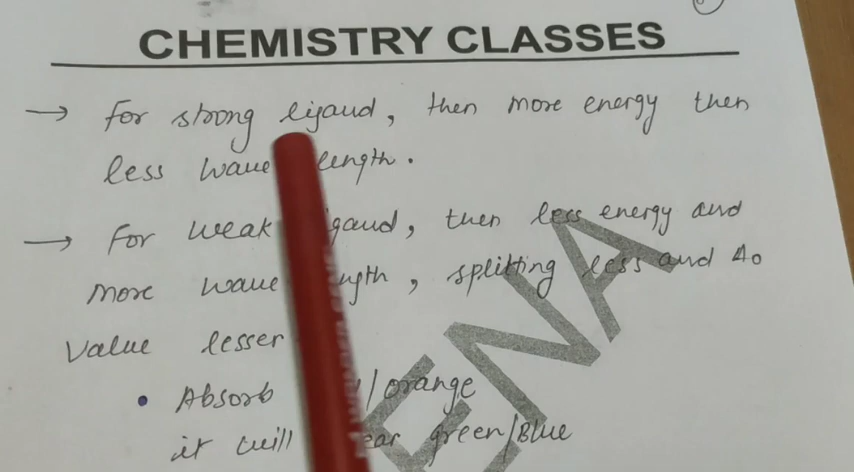 CHEMISTRY CLASSES
→ For strong ligand, then more energy then
less wave length.
→ For weak ligand, then less energy and
more wave length, splitting less and Δo
value lesser
• Absorb /orange
it will green/Blue
ENA